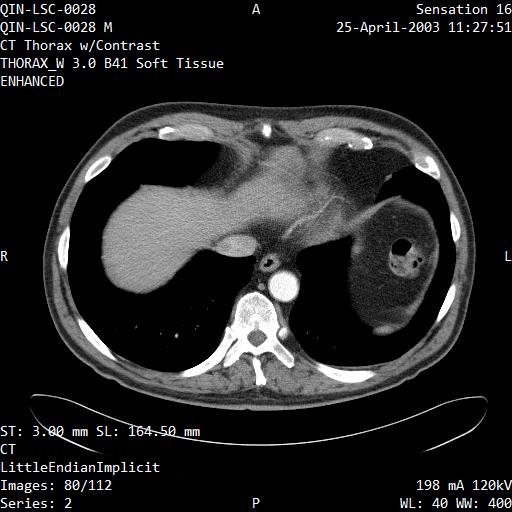 QIN-LSC-0028
A
Sensation 16
QIN-LSC-0028 M
25-April-2003 11:27:51
CT Thorax w/Contrast
THORAX_W 3.0 B41 Soft Tissue
ENHANCED
R
L
ST: 3.00 mm SL: 164.50 mm
CT
LittleEndianImplicit
Images: 80/112
198 mA 120kV
Series: 2
P
WL: 40 WW: 400